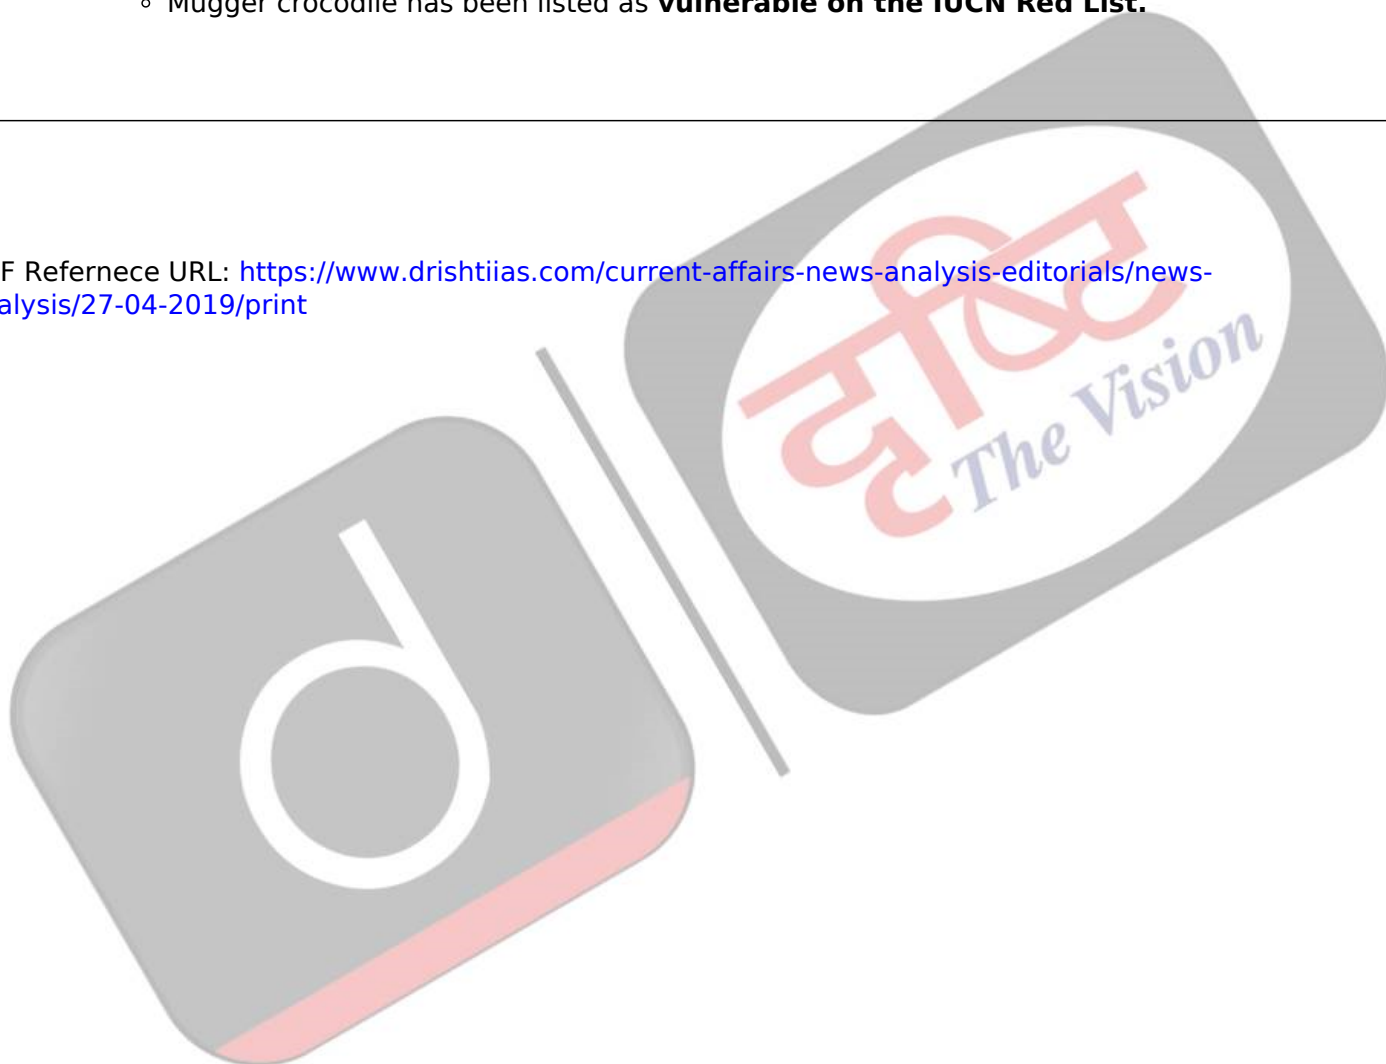 Mugger crocodile has been listed as vulnerable on the IUCN Red List.
F Refernece URL: https://www.drishtiias.com/current-affairs-news-analysis-editorials/news-
alysis/27-04-2019/print
दृष्टि
The Vision
d